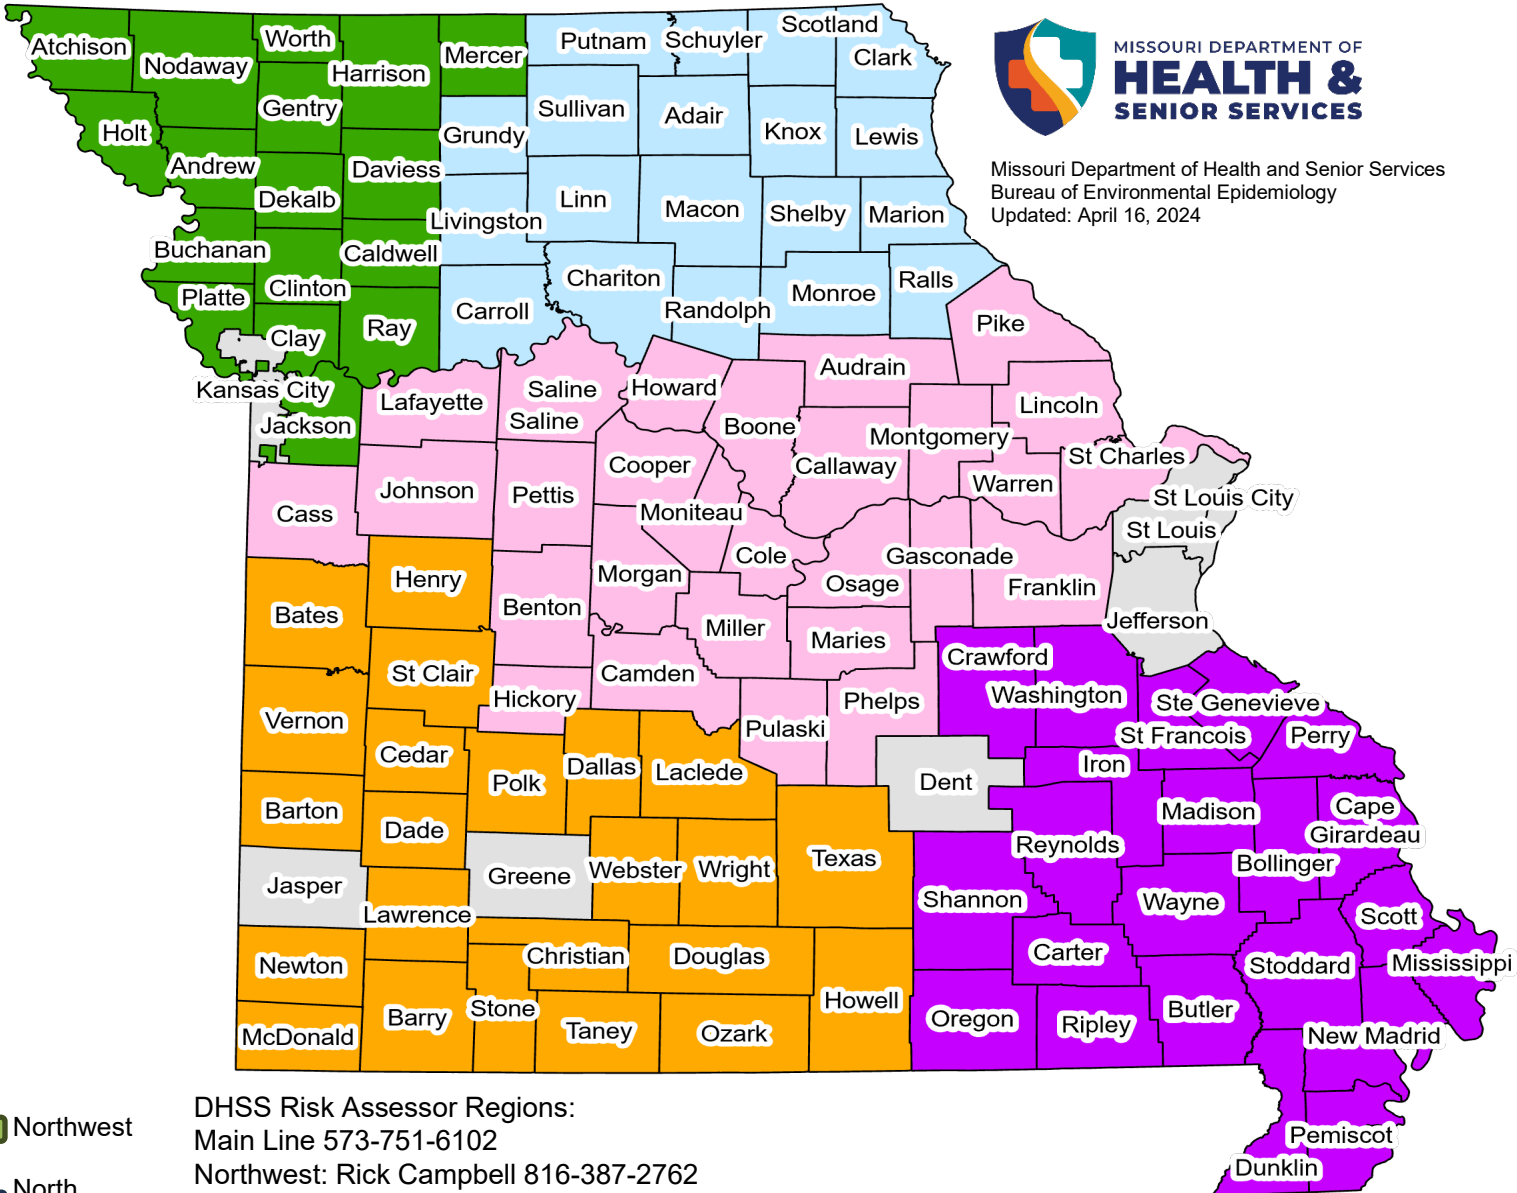 MISSOURI DEPARTMENT OF
HEALTH &
SENIOR SERVICES
Missouri Department of Health and Senior Services
Bureau of Environmental Epidemiology
Updated: April 16, 2024
Atchison
Nodaway
Worth
Harrison
Mercer
Putnam
Schuyler
Scotland
Clark
Holt
Gentry
Grundy
Sullivan
Adair
Knox
Lewis
Andrew
Dekalb
Daviess
Livingston
Linn
Macon
Shelby
Marion
Buchanan
Caldwell
Clinton
Chariton
Monroe
Ralls
Platte
Clay
Ray
Carroll
Randolph
Pike
Kansas City
Jackson
Lafayette
Saline
Saline
Howard
Audrain
Boone
Lincoln
Montgomery
Callaway
St Charles
Warren
Cass
Johnson
Pettis
Cooper
Moniteau
St Louis City
St Louis
Cole
Gasconade
Bates
Henry
Benton
Morgan
Osage
Franklin
Miller
Maries
Jefferson
St Clair
Camden
Crawford
Washington
Vernon
Hickory
Pulaski
Phelps
Ste Genevieve
St Francois
Perry
Cedar
Polk
Dallas
Laclede
Dent
Iron
Barton
Dade
Madison
Cape
Girardeau
Reynolds
Bollinger
Jasper
Greene
Webster
Wright
Texas
Shannon
Wayne
Scott
Lawrence
Newton
Christian
Douglas
Carter
Stoddard
Mississippi
McDonald
Barry
Stone
Taney
Ozark
Howell
Oregon
Ripley
Butler
New Madrid
Pemiscot
Dunklin
Northwest
North
DHSS Risk Assessor Regions:
Main Line 573-751-6102
Northwest: Rick Campbell 816-387-2762